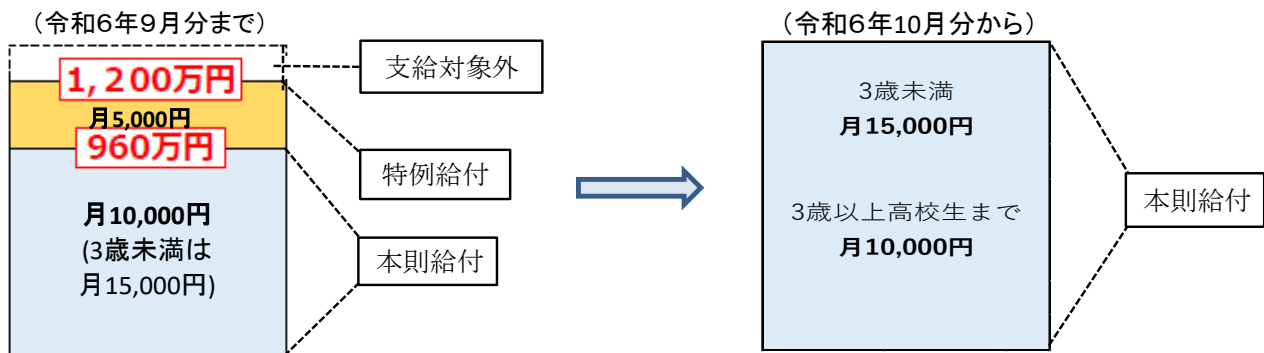 （令和６年９月分まで）
支給対象外
1,200万円
月5,000円
960万円
特例給付
月10,000円
(3歳未満は
月15,000円)
本則給付
（令和６年10月分から）
3歳未満
月15,000円
3歳以上高校生まで
月10,000円
本則給付